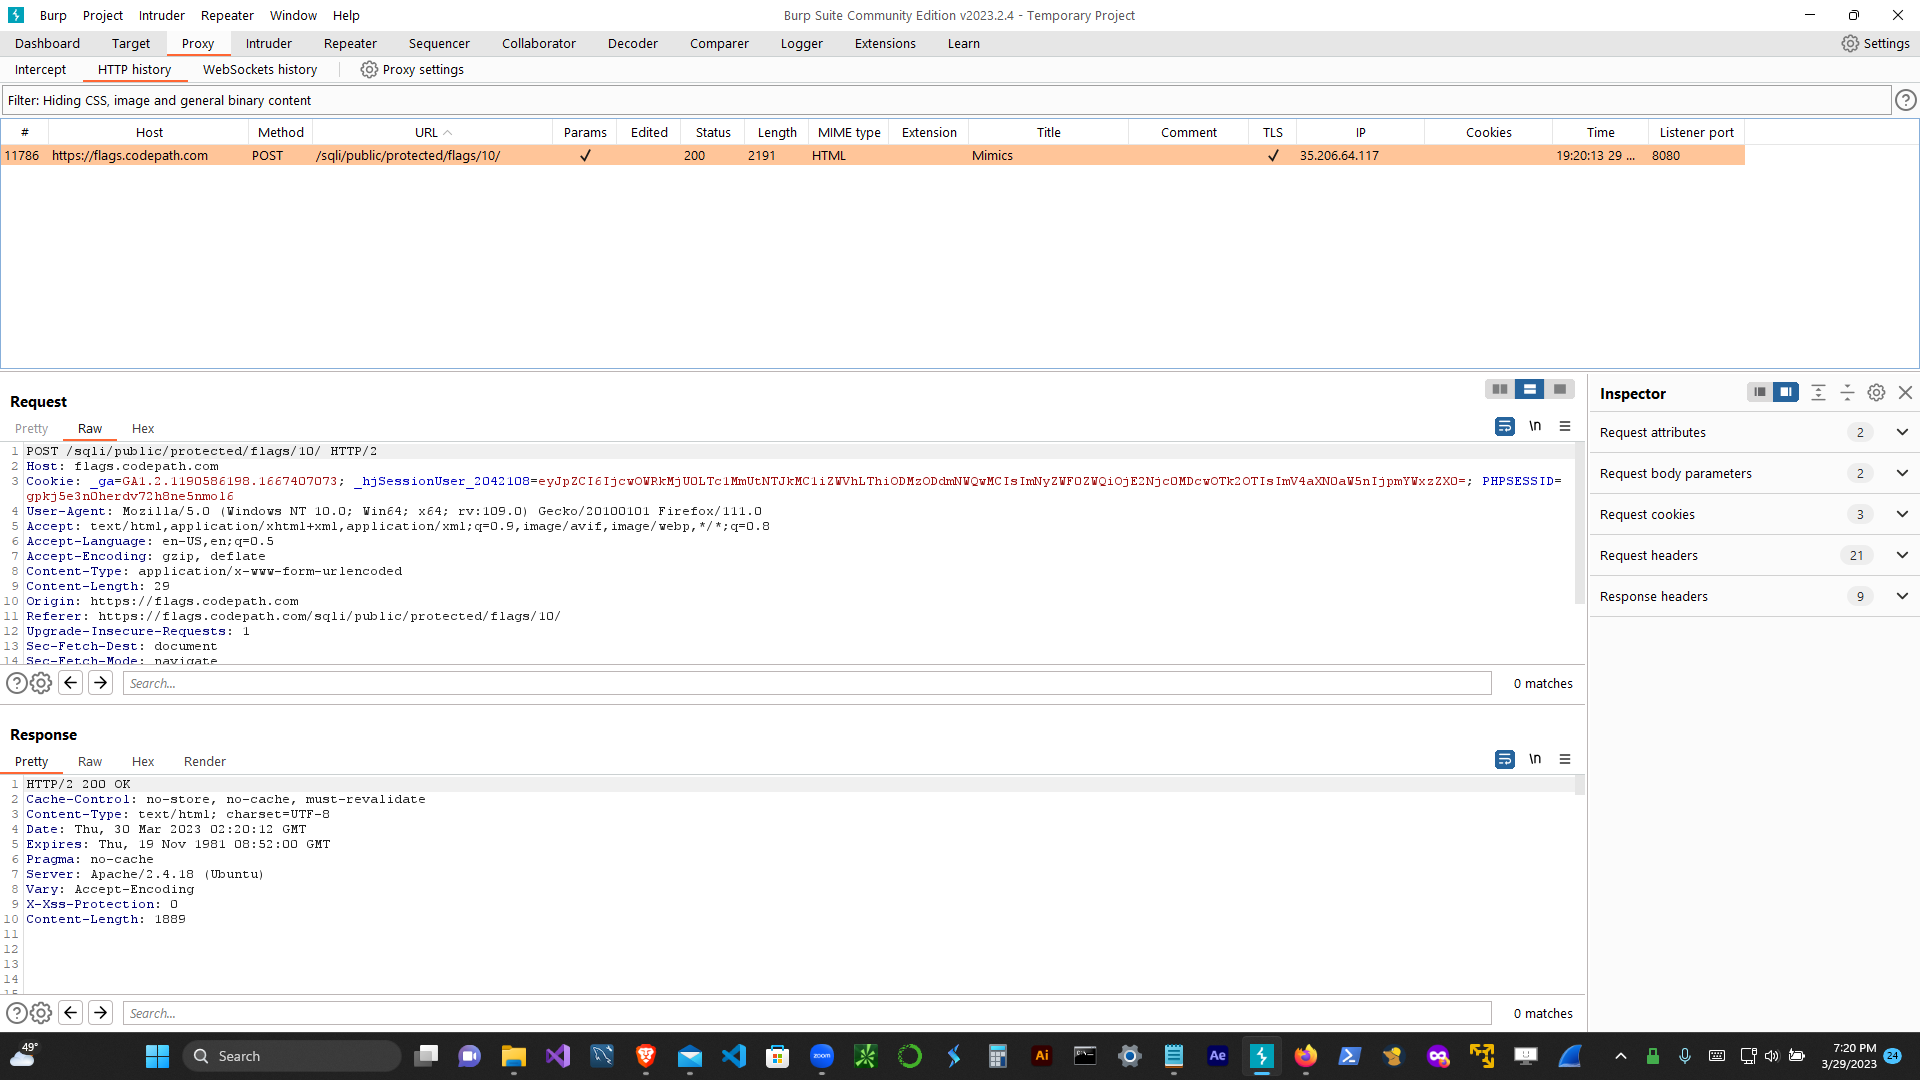 Burp Project Intruder Repeater Window Help
Burp Suite Community Edition v2023.2.4 - Temporary Project
Dashboard Target Proxy Intruder Repeater Sequencer Collaborator Decoder Comparer Logger Extensions Learn
Settings
Intercept HTTP history WebSockets history Proxy settings
Filter: Hiding CSS, image and general binary content
# Host Method URL Params Edited Status Length MIME type Extension Title Comment TLS IP Cookies Time Listener port
11786 https://flags.codepath.com POST /sqli/public/protected/flags/10/ ✓ 200 2191 HTML Mimics ✓ 35.206.64.117 19:20:13 29 ... 8080
Request
Pretty Raw Hex
\n
1 POST /sqli/public/protected/flags/10/ HTTP/2
2 Host: flags.codepath.com
3 Cookie: _ga=GA1.2.1190586198.1667407073; _hjSessionUser_2042108=eyJpZCI6IjcwOWRkMjU0LTc1MmUtNTJkMC1iZWVhLThiODMzODdmNWQwMCIsImNyZWF0ZWQiOjE2Njc0MDcwOTk2OTIsImV4aXN0aW5nIjpmYWxzZX0=; PHPSESSID=
gpkj5e3n0herdv72h8ne5nmol6
4 User-Agent: Mozilla/5.0 (Windows NT 10.0; Win64; x64; rv:109.0) Gecko/20100101 Firefox/111.0
5 Accept: text/html,application/xhtml+xml,application/xml;q=0.9,image/avif,image/webp,*/*;q=0.8
6 Accept-Language: en-US,en;q=0.5
7 Accept-Encoding: gzip, deflate
8 Content-Type: application/x-www-form-urlencoded
9 Content-Length: 29
10 Origin: https://flags.codepath.com
11 Referer: https://flags.codepath.com/sqli/public/protected/flags/10/
12 Upgrade-Insecure-Requests: 1
13 Sec-Fetch-Dest: document
14 Sec-Fetch-Mode: navigate
Search...
0 matches
Response
Pretty Raw Hex Render
\n
1 HTTP/2 200 OK
2 Cache-Control: no-store, no-cache, must-revalidate
3 Content-Type: text/html; charset=UTF-8
4 Date: Thu, 30 Mar 2023 02:20:12 GMT
5 Expires: Thu, 19 Nov 1981 08:52:00 GMT
6 Pragma: no-cache
7 Server: Apache/2.4.18 (Ubuntu)
8 Vary: Accept-Encoding
9 X-Xss-Protection: 0
10 Content-Length: 1889
11
12
13
14
15
Search...
0 matches
Inspector
Request attributes 2
Request body parameters 2
Request cookies 3
Request headers 21
Response headers 9
49°
Search
zoom
Ai
Ae
7:20 PM
3/29/2023
24